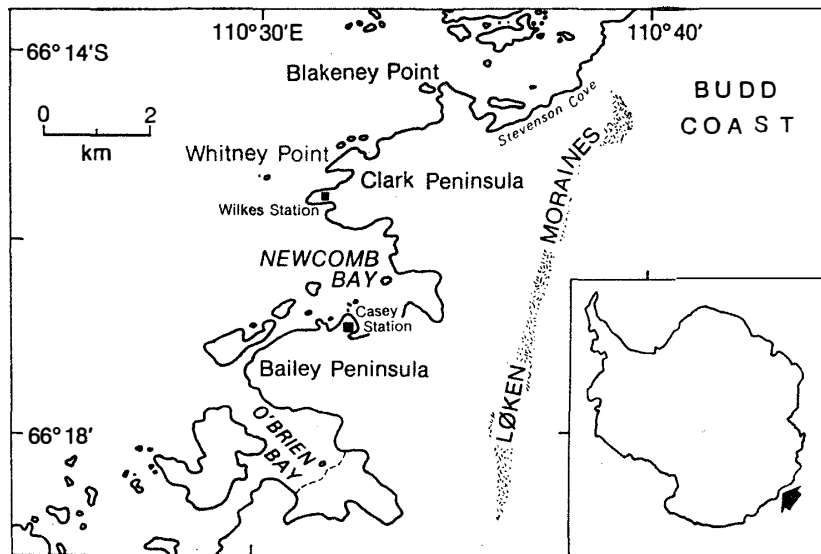 110° 30'E
110° 40'
66° 14'S
Blakeney Point
BUDD
COAST
0 2
km
Stevenson Cove
Whitney Point
Clark Peninsula
Wilkes Station
MORAINES
NEWCOMB
BAY
Casey
Station
Bailey Peninsula
LØKEN
O'BRIEN
BAY
66° 18'